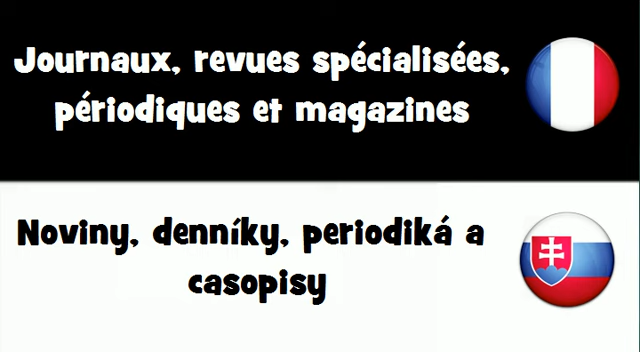 Journaux, revues spécialisées,
périodiques et magazines
Noviny, denníky, periodiká a
casopisy